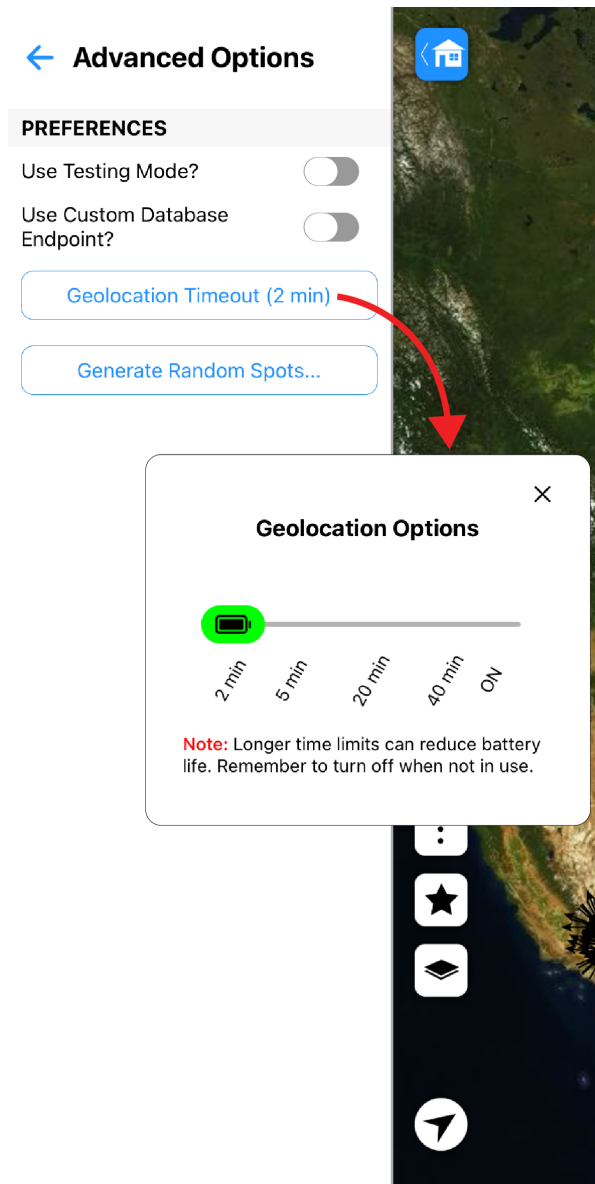 Advanced Options
PREFERENCES
Use Testing Mode?
Use Custom Database
Endpoint?
Geolocation Timeout (2 min)
Generate Random Spots...
Geolocation Options
2 min
5 min
20 min
40 min
ON
Note: Longer time limits can reduce battery
life. Remember to turn off when not in use.